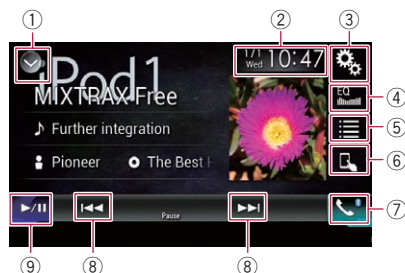 ① ② ③
iPod1
1/1
Wed 10:47
MIXTRAX Free
EQ
④
♪ Further integration
⑤
Pioneer The Best H
⑥
Pause
⑦
⑨ ⑧ ⑧